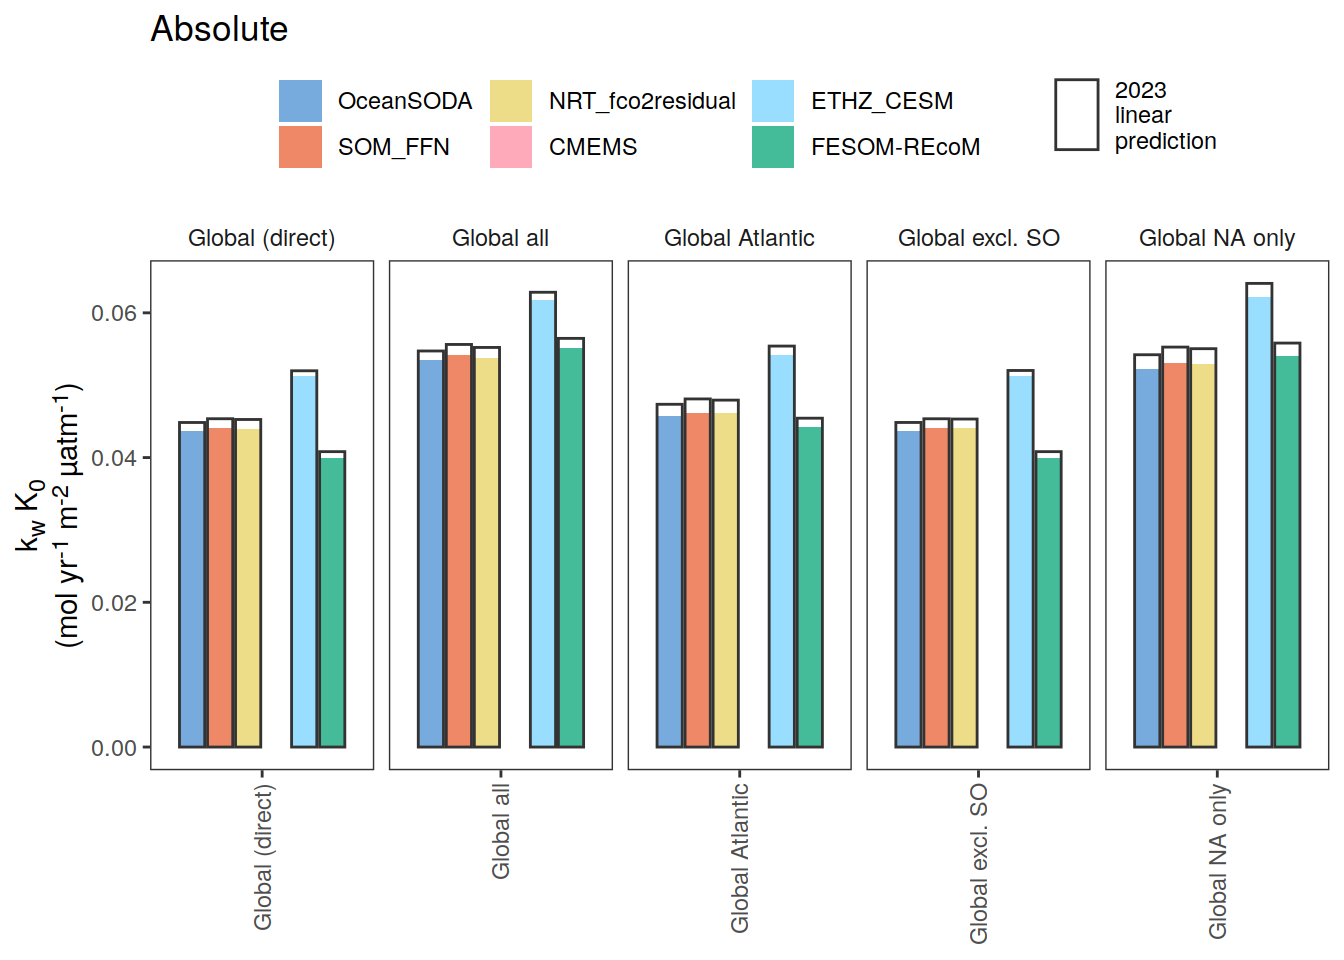 Absolute
OceanSODA
NRT_fco2residual
ETHZ_CESM
SOM_FFN
CMEMS
FESOM-REcoM
2023
linear
prediction
Global (direct)
Global all
Global Atlantic
Global excl. SO
Global NA only
0.06
0.04
0.02
0.00
k_w K_0
(mol yr^-1 m^-2 µatm^-1)
Global (direct)
Global all
Global Atlantic
Global excl. SO
Global NA only